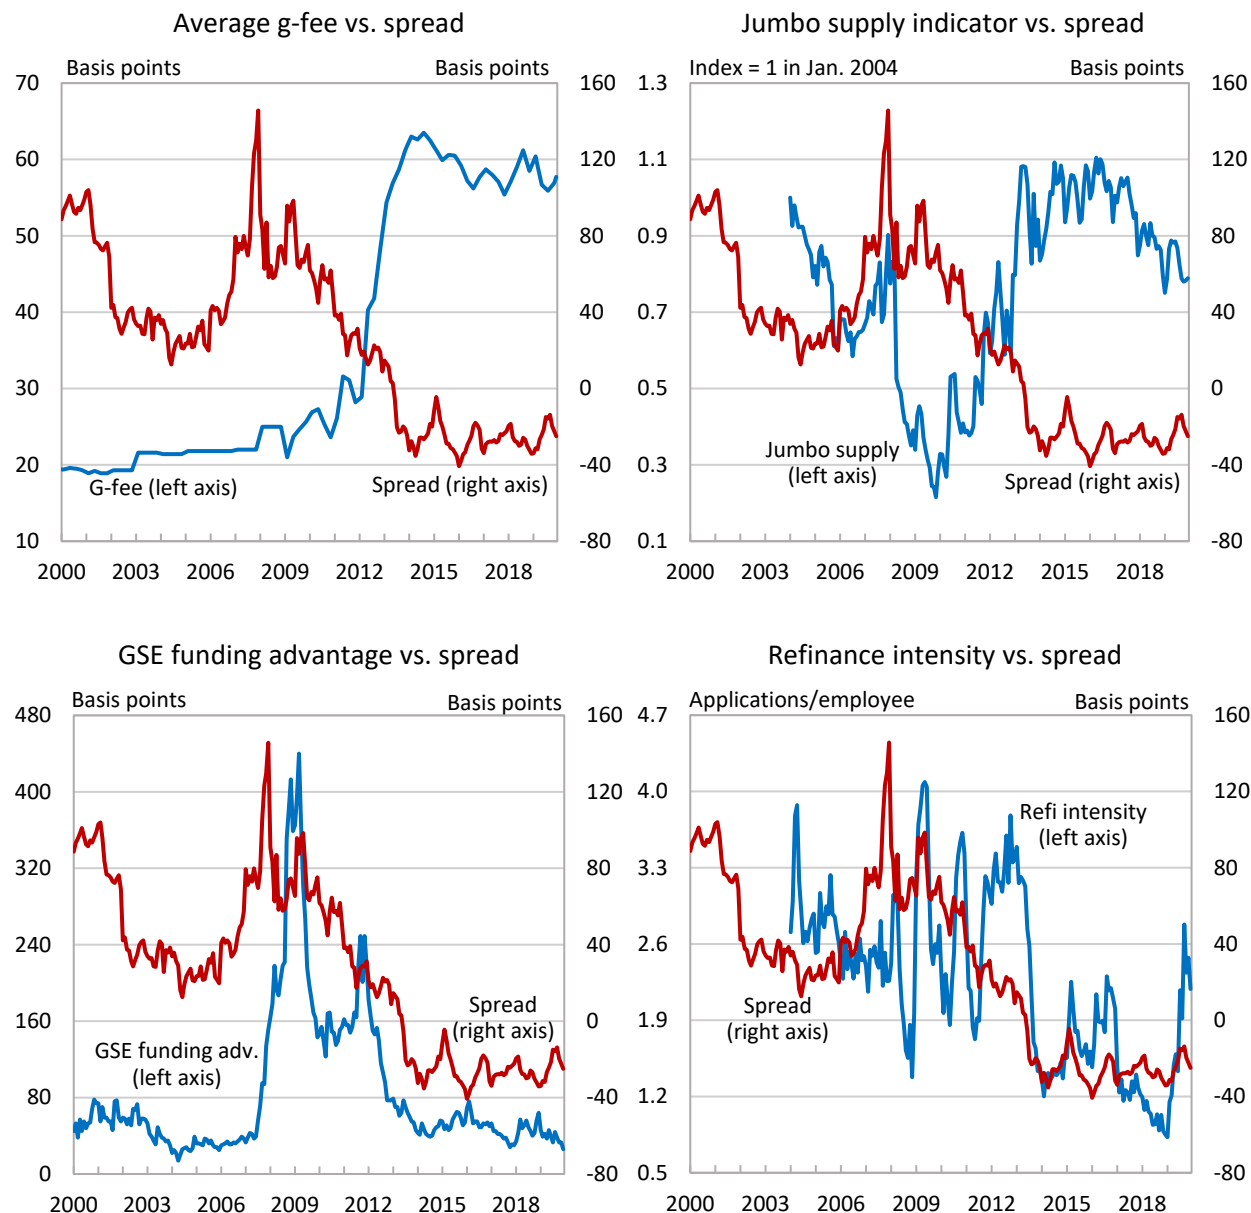 Average g-fee vs. spread
Basis points
Basis points
70
60
50
40
30
20
10
160
120
80
40
0
-40
-80
G-fee (left axis)
Spread (right axis)
2000 2003 2006 2009 2012 2015 2018
Jumbo supply indicator vs. spread
Index = 1 in Jan. 2004
Basis points
1.3
1.1
0.9
0.7
0.5
0.3
0.1
160
120
80
40
0
-40
-80
Jumbo supply
(left axis)
Spread (right axis)
2000 2003 2006 2009 2012 2015 2018
GSE funding advantage vs. spread
Basis points
Basis points
480
400
320
240
160
80
0
160
120
80
40
0
-40
-80
Spread
(right axis)
GSE funding adv.
(left axis)
2000 2003 2006 2009 2012 2015 2018
Refinance intensity vs. spread
Applications/employee
Basis points
4.7
4.0
3.3
2.6
1.9
1.2
0.5
160
120
80
40
0
-40
-80
Refi intensity
(left axis)
Spread
(right axis)
2000 2003 2006 2009 2012 2015 2018